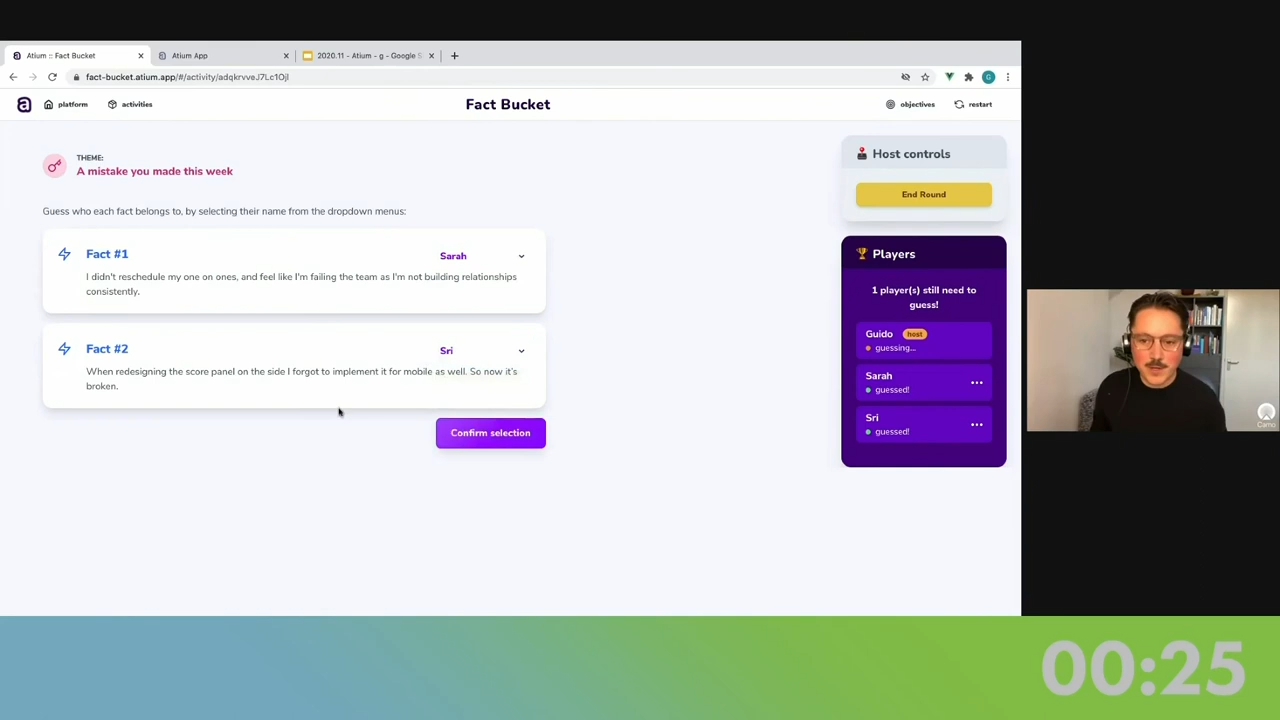 Atium :: Fact Bucket
Atium App
2020.11 - Atium - g - Google S
fact-bucket.atium.app/#/activity/adqkrvveJ7Lc1Ojl
G
a platform activities
Fact Bucket
objectives restart
THEME:
A mistake you made this week
Guess who each fact belongs to, by selecting their name from the dropdown menus:
Fact #1
Sarah
I didn't reschedule my one on ones, and feel like I'm failing the team as I'm not building relationships
consistently.
Fact #2
Sri
When redesigning the score panel on the side I forgot to implement it for mobile as well. So now it's
broken.
Confirm selection
Host controls
End Round
Players
1 player(s) still need to
guess!
Guido host
guessing...
Sarah
guessed!
Sri
guessed!
Camo
00:25